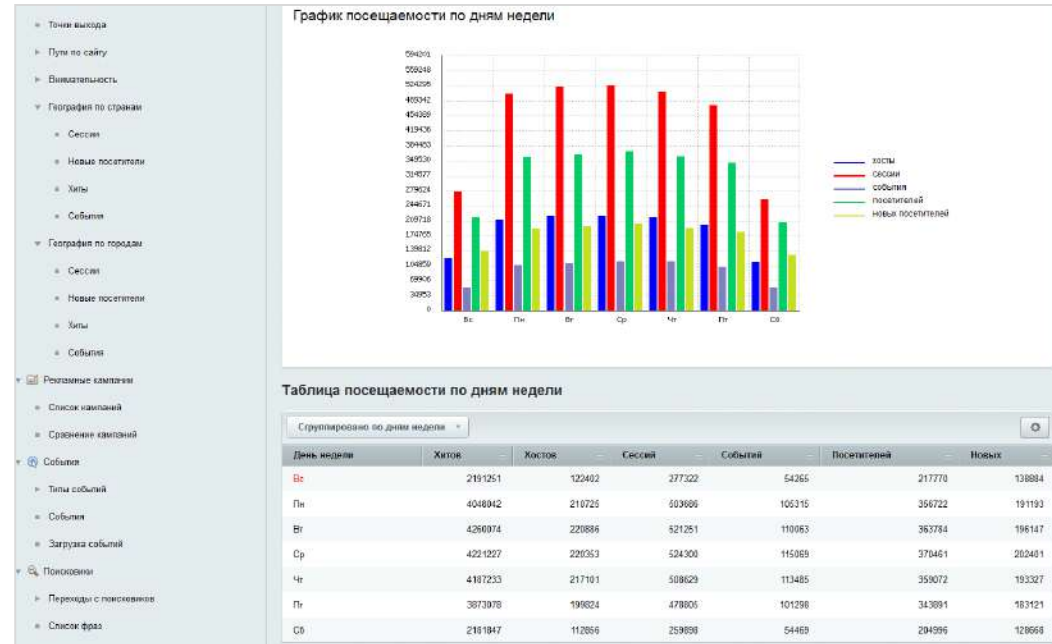 Точки выхода
Пути по сайту
Внимательность
География по странам
Сессии
Новые посетители
Хиты
События
География по городам
Сессии
Новые посетители
Хиты
События
Рекламные кампании
Список кампаний
Сравнение кампаний
События
Типы событий
События
Загрузка событий
Поисковики
Переходы с поисковиков
Список фраз
График посещаемости по дням недели
594201
559248
524295
489342
454389
419436
384483
349530
314577
279624
244671
209718
174765
139812
104859
69906
34953
0
Вс Пн Вт Ср Чт Пт Сб
хосты
сессии
события
посетителей
новых посетителей
Таблица посещаемости по дням недели
Сгруппировано по дням недели
День недели Хитов Хостов Сессий Событий Посетителей Новых
Вс 2191251 122402 277322 54265 217770 138884
Пн 4048042 210725 503686 105315 356722 191193
Вт 4260074 220886 521251 110063 363784 196147
Ср 4221227 220353 524300 115069 370461 202401
Чт 4187233 217101 508629 113485 359072 193327
Пт 3873078 199824 478805 101298 343891 183121
Сб 2181847 112856 259898 54469 204996 128668